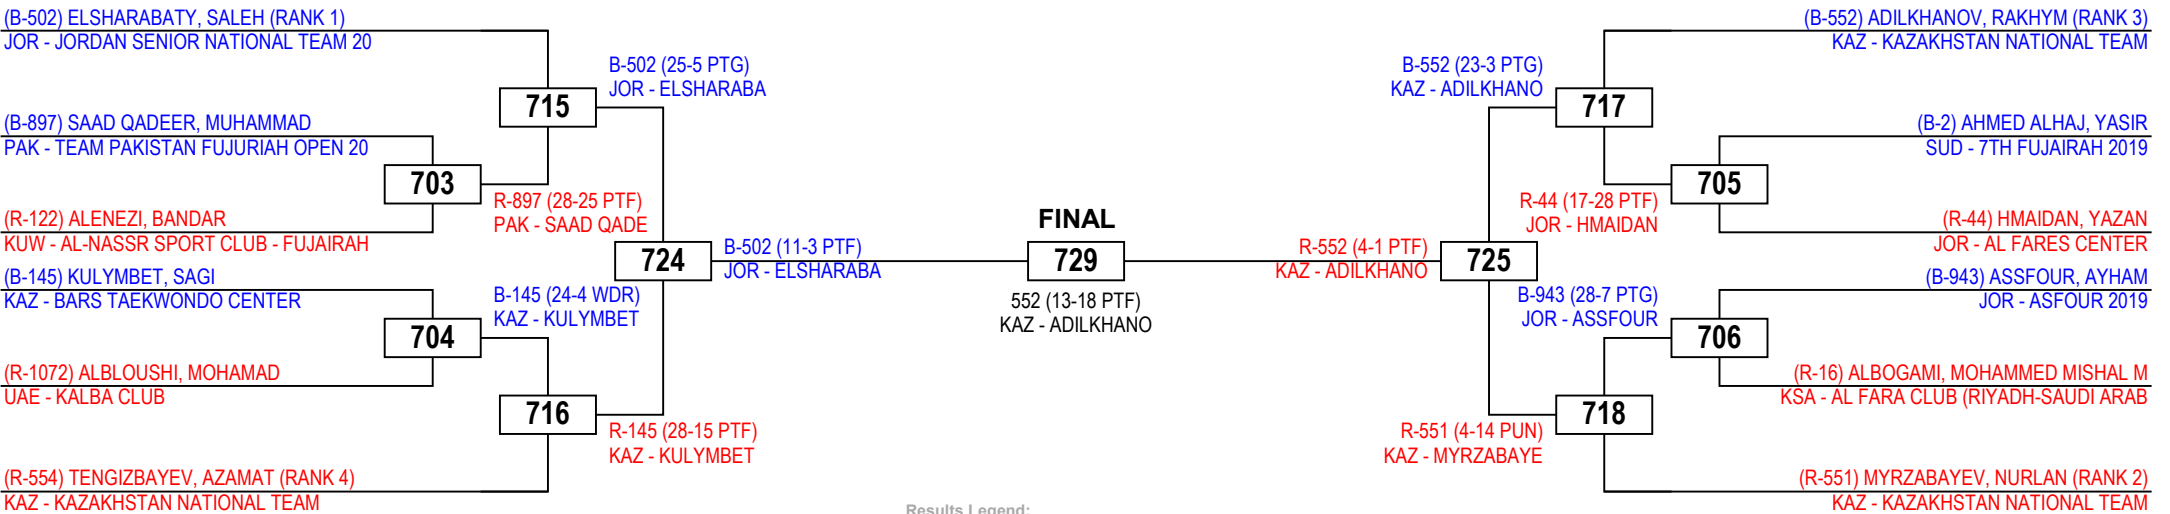 (B-502) ELSHARABATY, SALEH (RANK 1)
JOR - JORDAN SENIOR NATIONAL TEAM 20
B-502 (25-5 PTG)
JOR - ELSHARABA
715
(B-897) SAAD QADEER, MUHAMMAD
PAK - TEAM PAKISTAN FUJURIAH OPEN 20
703
R-897 (28-25 PTF)
PAK - SAAD QADE
(R-122) ALENEZI, BANDAR
KUW - AL-NASSR SPORT CLUB - FUJAIRAH
724
B-502 (11-3 PTF)
JOR - ELSHARABA
(B-145) KULYMBET, SAGI
KAZ - BARS TAEKWONDO CENTER
B-145 (24-4 WDR)
KAZ - KULYMBET
704
(R-1072) ALBLOUSHI, MOHAMAD
UAE - KALBA CLUB
716
R-145 (28-15 PTF)
KAZ - KULYMBET
(R-554) TENGIZBAYEV, AZAMAT (RANK 4)
KAZ - KAZAKHSTAN NATIONAL TEAM
FINAL
729
552 (13-18 PTF)
KAZ - ADILKHANO
(B-552) ADILKHANOV, RAKHYM (RANK 3)
KAZ - KAZAKHSTAN NATIONAL TEAM
B-552 (23-3 PTG)
KAZ - ADILKHANO
717
(B-2) AHMED ALHAJ, YASIR
SUD - 7TH FUJAIRAH 2019
705
R-44 (17-28 PTF)
JOR - HMAIDAN
(R-44) HMAIDAN, YAZAN
JOR - AL FARES CENTER
R-552 (4-1 PTF)
KAZ - ADILKHANO
725
(B-943) ASSFOUR, AYHAM
JOR - ASFOUR 2019
B-943 (28-7 PTG)
JOR - ASSFOUR
706
(R-16) ALBOGAMI, MOHAMMED MISHAL M
KSA - AL FARA CLUB (RIYADH-SAUDI ARAB
718
R-551 (4-14 PUN)
KAZ - MYRZABAYE
(R-551) MYRZABAYEV, NURLAN (RANK 2)
KAZ - KAZAKHSTAN NATIONAL TEAM
Results Legend: